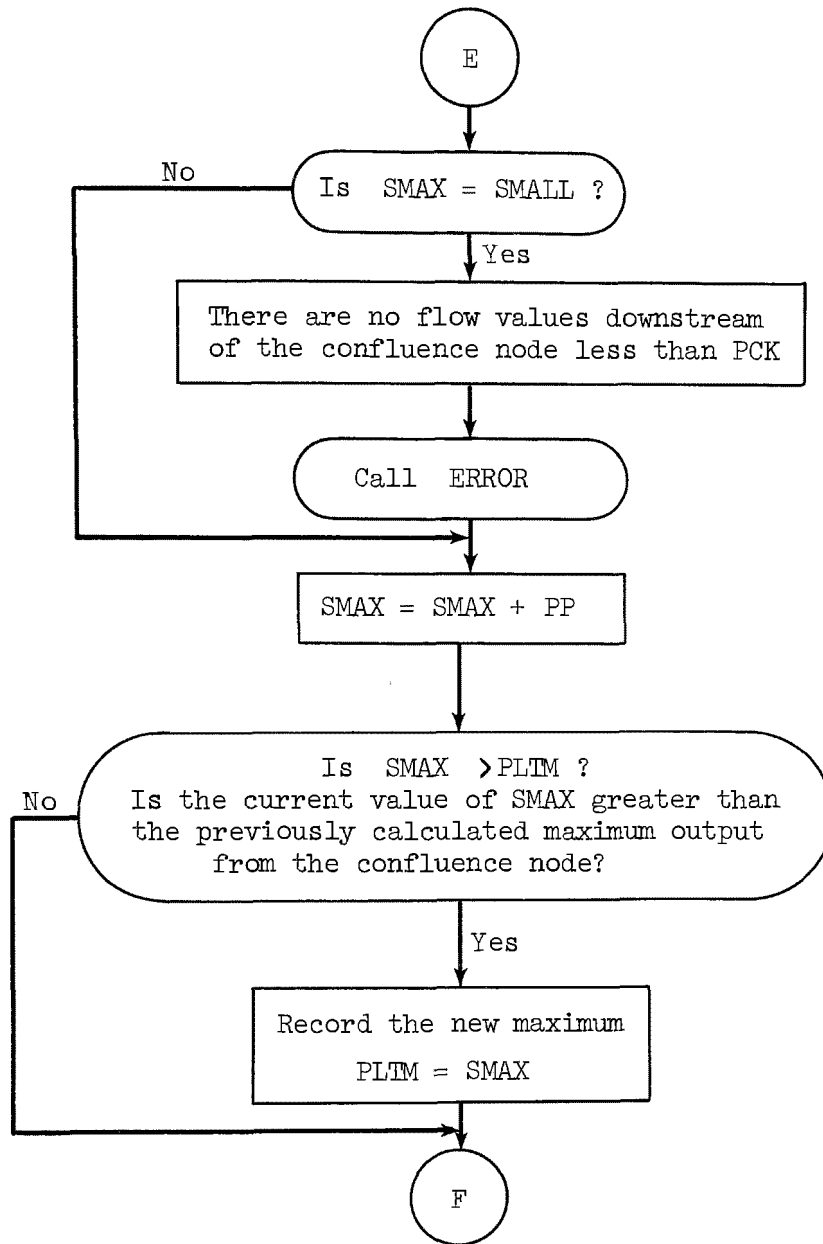 E
No
Is SMAX = SMALL ?
Yes
There are no flow values downstream
of the confluence node less than PCK
Call ERROR
SMAX = SMAX + PP
Is SMAX > PLTM ?
No
Is the current value of SMAX greater than
the previously calculated maximum output
from the confluence node?
Yes
Record the new maximum
PLTM = SMAX
F